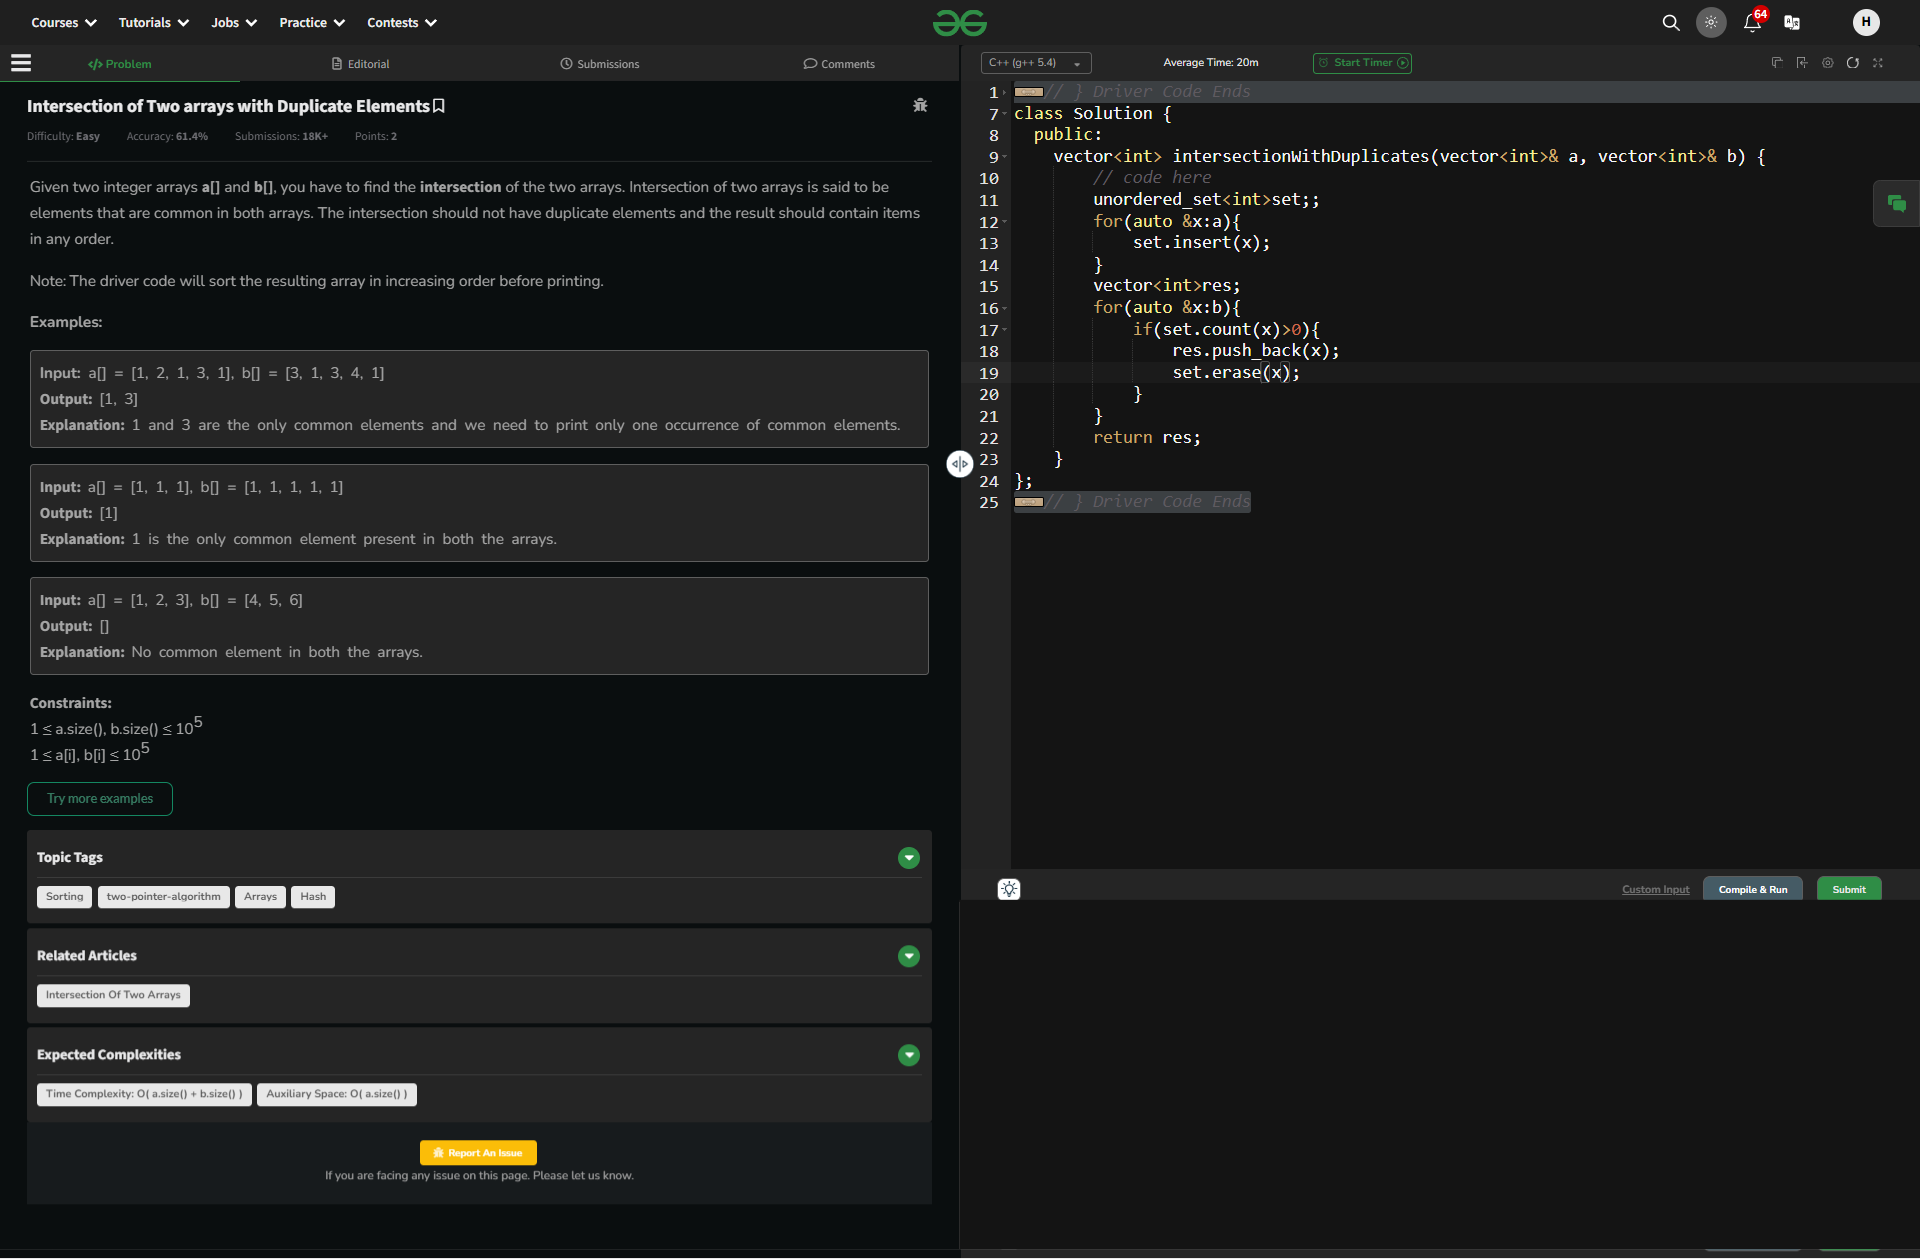 Courses Tutorials Jobs Practice Contests
64
H
Problem Editorial Submissions Comments
Intersection of Two arrays with Duplicate Elements
Difficulty: Easy Accuracy: 61.4% Submissions: 18K+ Points: 2
Given two integer arrays a[] and b[], you have to find the intersection of the two arrays. Intersection of two arrays is said to be
elements that are common in both arrays. The intersection should not have duplicate elements and the result should contain items
in any order.
Note: The driver code will sort the resulting array in increasing order before printing.
Examples:
Input: a[] = [1, 2, 1, 3, 1], b[] = [3, 1, 3, 4, 1]
Output: [1, 3]
Explanation: 1 and 3 are the only common elements and we need to print only one occurrence of common elements.
Input: a[] = [1, 1, 1], b[] = [1, 1, 1, 1, 1]
Output: [1]
Explanation: 1 is the only common element present in both the arrays.
Input: a[] = [1, 2, 3], b[] = [4, 5, 6]
Output: []
Explanation: No common element in both the arrays.
Constraints:
1 ≤ a.size(), b.size() ≤ 10^5
1 ≤ a[i], b[i] ≤ 10^5
Try more examples
Topic Tags
Sorting two-pointer-algorithm Arrays Hash
Related Articles
Intersection Of Two Arrays
Expected Complexities
Time Complexity: O( a.size() + b.size() ) Auxiliary Space: O( a.size() )
Report An Issue
If you are facing any issue on this page. Please let us know.
C++ (g++ 5.4) Average Time: 20m Start Timer
1 // } Driver Code Ends
7 class Solution {
8 public:
9 vector<int> intersectionWithDuplicates(vector<int>& a, vector<int>& b) {
10 // code here
11 unordered_set<int>set;;
12 for(auto &x:a){
13 set.insert(x);
14 }
15 vector<int>res;
16 for(auto &x:b){
17 if(set.count(x)>0){
18 res.push_back(x);
19 set.erase(x);
20 }
21 }
22 return res;
23 }
24 };
25 // } Driver Code Ends
Custom Input Compile & Run Submit